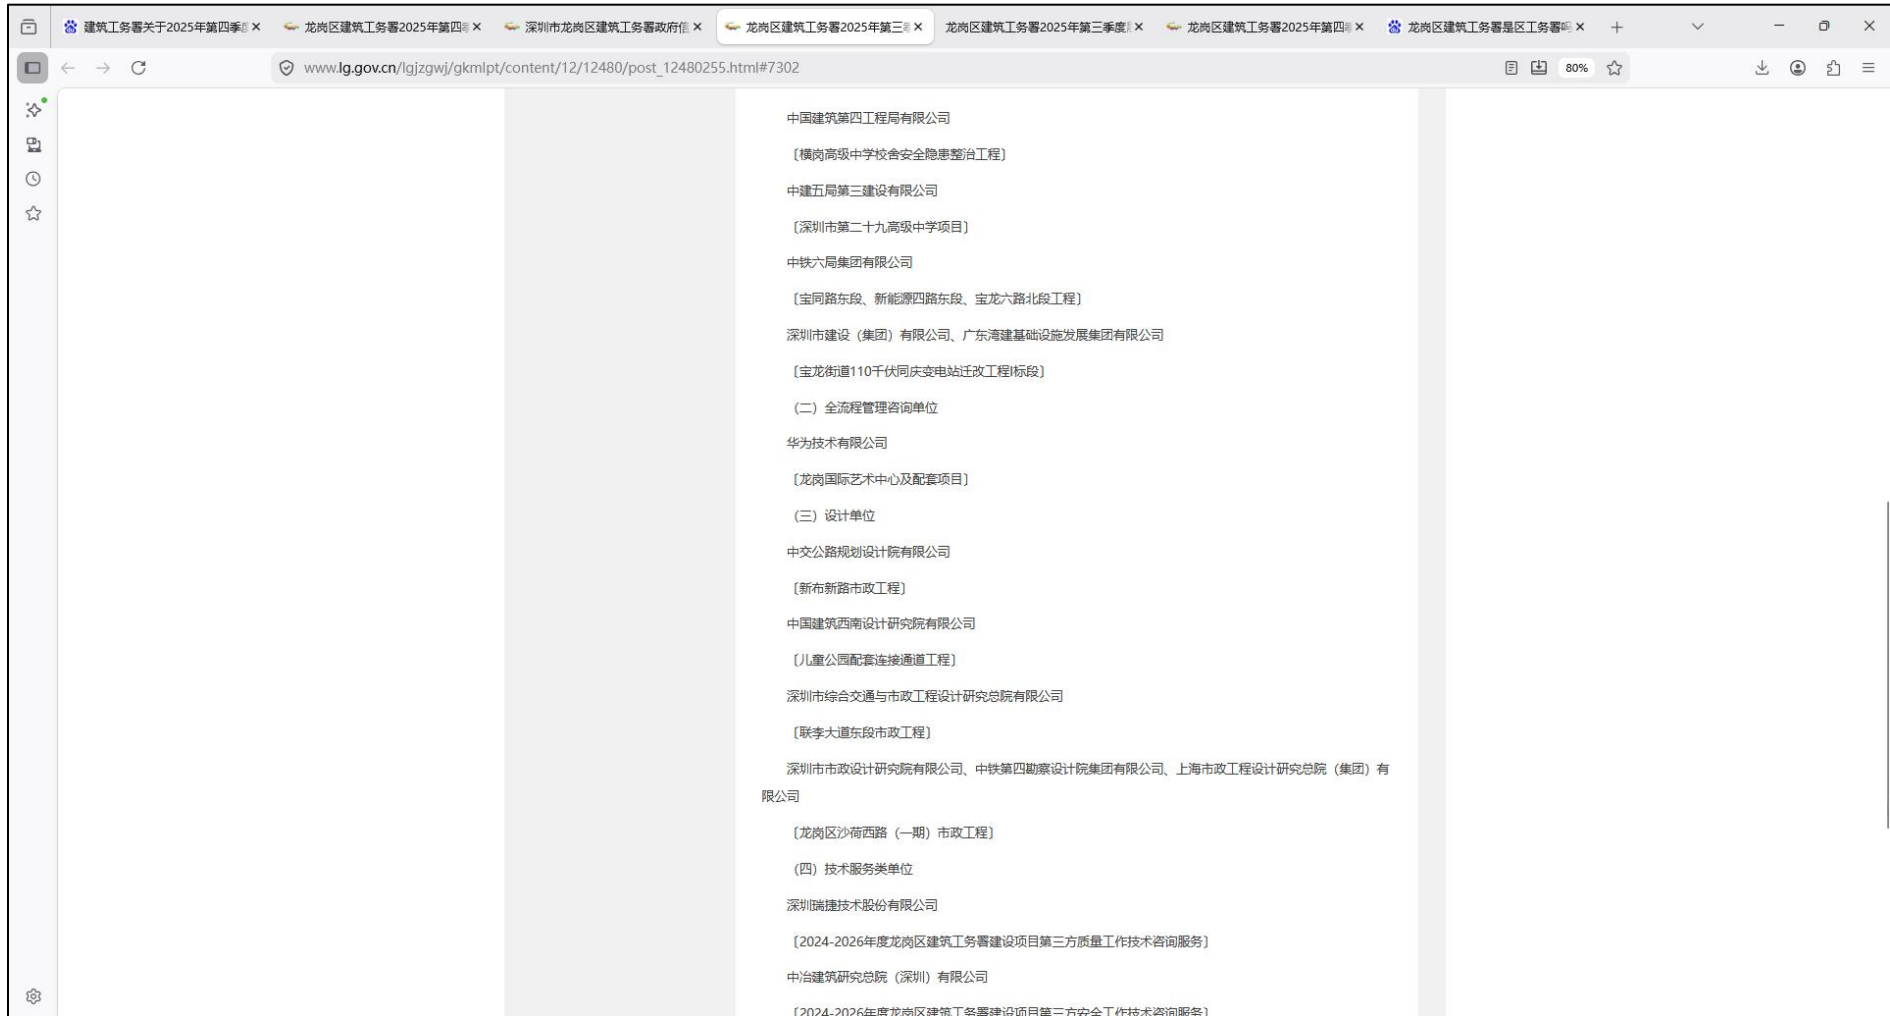 建筑工务署关于2025年第四季度
龙岗区建筑工务署2025年第四季
深圳市龙岗区建筑工务署政府信
龙岗区建筑工务署2025年第三季
龙岗区建筑工务署2025年第三季度
龙岗区建筑工务署2025年第四季
龙岗区建筑工务署是区工务署吗
www.lg.gov.cn/lgjzgwj/gkmlpt/content/12/12480/post_12480255.html#7302
80%
中国建筑第四工程局有限公司
〔横岗高级中学校舍安全隐患整治工程〕
中建五局第三建设有限公司
〔深圳市第二十九高级中学项目〕
中铁六局集团有限公司
〔宝同路东段、新能源四路东段、宝龙六路北段工程〕
深圳市建设（集团）有限公司、广东湾建基础设施发展集团有限公司
〔宝龙街道110千伏同庆变电站迁改工程I标段〕
（二）全流程管理咨询单位
华为技术有限公司
〔龙岗国际艺术中心及配套项目〕
（三）设计单位
中交公路规划设计院有限公司
〔新布新路市政工程〕
中国建筑西南设计研究院有限公司
〔儿童公园配套连接通道工程〕
深圳市综合交通与市政工程设计研究总院有限公司
〔联李大道东段市政工程〕
深圳市市政设计研究院有限公司、中铁第四勘察设计院集团有限公司、上海市政工程设计研究总院（集团）有
限公司
〔龙岗区沙荷西路（一期）市政工程〕
（四）技术服务类单位
深圳瑞捷技术股份有限公司
〔2024-2026年度龙岗区建筑工务署建设项目第三方质量工作技术咨询服务〕
中冶建筑研究总院（深圳）有限公司
〔2024-2026年度龙岗区建筑工务署建设项目第三方安全工作技术咨询服务〕